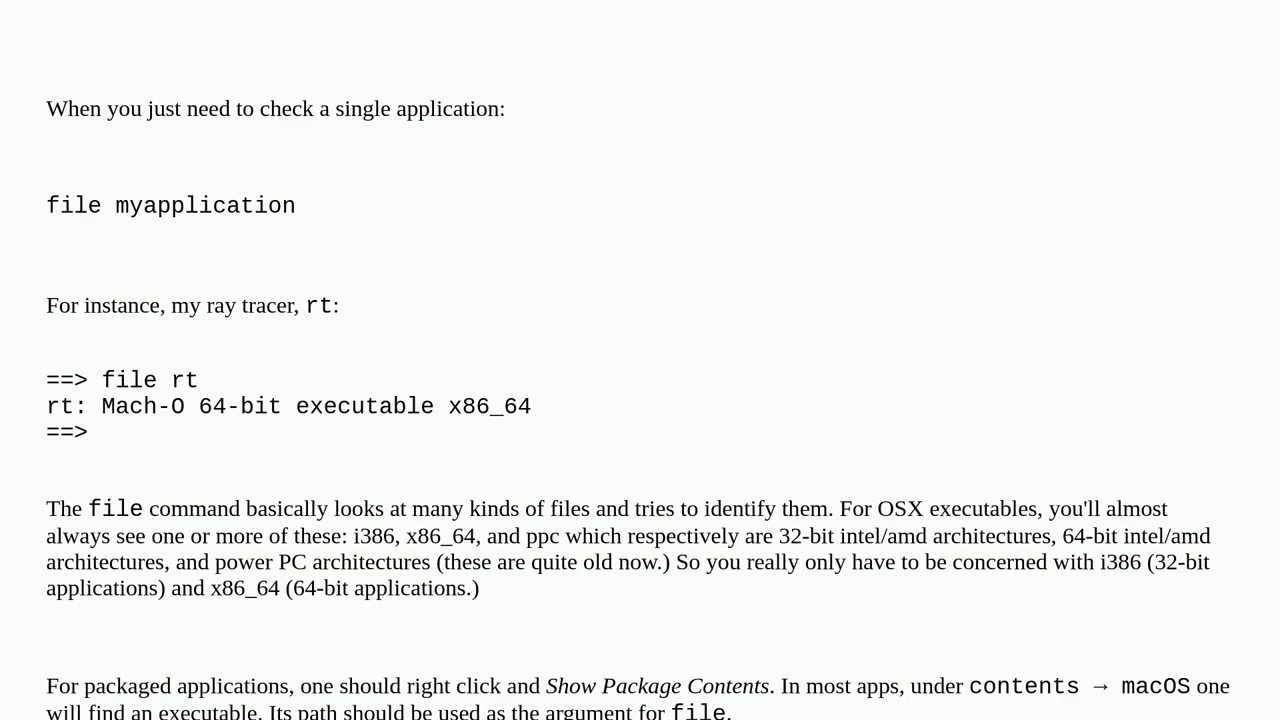 When you just need to check a single application:
file myapplication
For instance, my ray tracer, rt:
==> file rt
rt: Mach-O 64-bit executable x86_64
==>
The file command basically looks at many kinds of files and tries to identify them. For OSX executables, you'll almost
always see one or more of these: i386, x86_64, and ppc which respectively are 32-bit intel/amd architectures, 64-bit intel/amd
architectures, and power PC architectures (these are quite old now.) So you really only have to be concerned with i386 (32-bit
applications) and x86_64 (64-bit applications.)
For packaged applications, one should right click and Show Package Contents. In most apps, under contents → macOS one
will find an executable. Its path should be used as the argument for file.